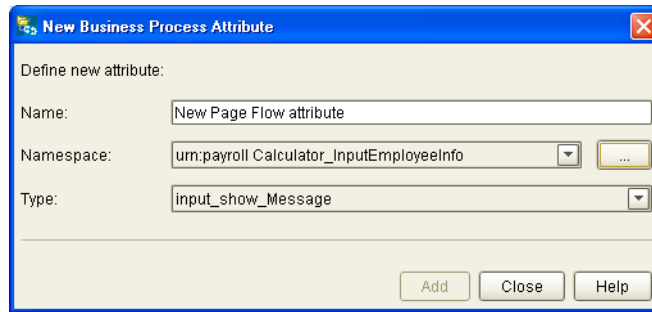 New Business Process Attribute
Define new attribute:
Name: New Page Flow attribute
Namespace: urn:payroll Calculator_InputEmployeeInfo ...
Type: input_show_Message
Add Close Help